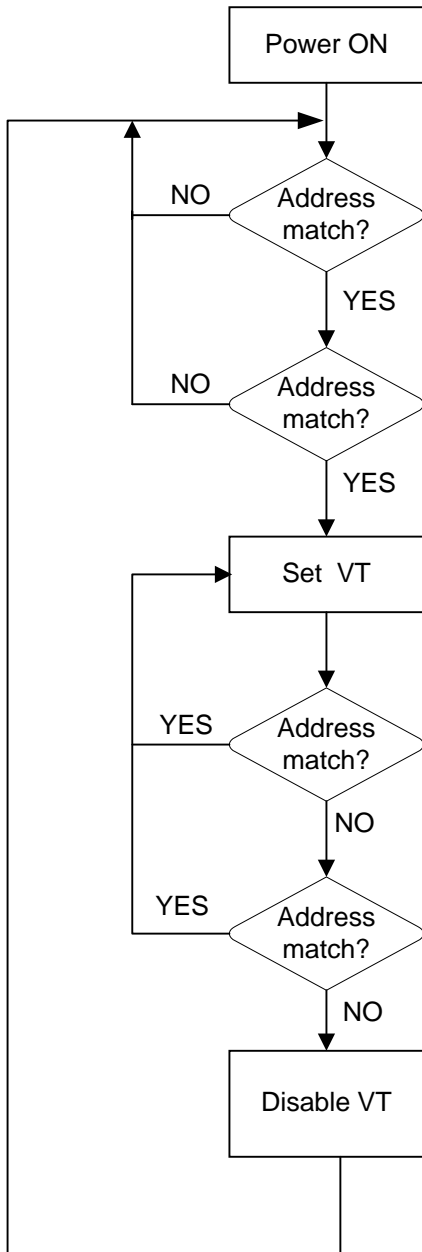 Power ON
NO
Address
match?
YES
NO
Address
match?
YES
Set VT
YES
Address
match?
NO
YES
Address
match?
NO
Disable VT